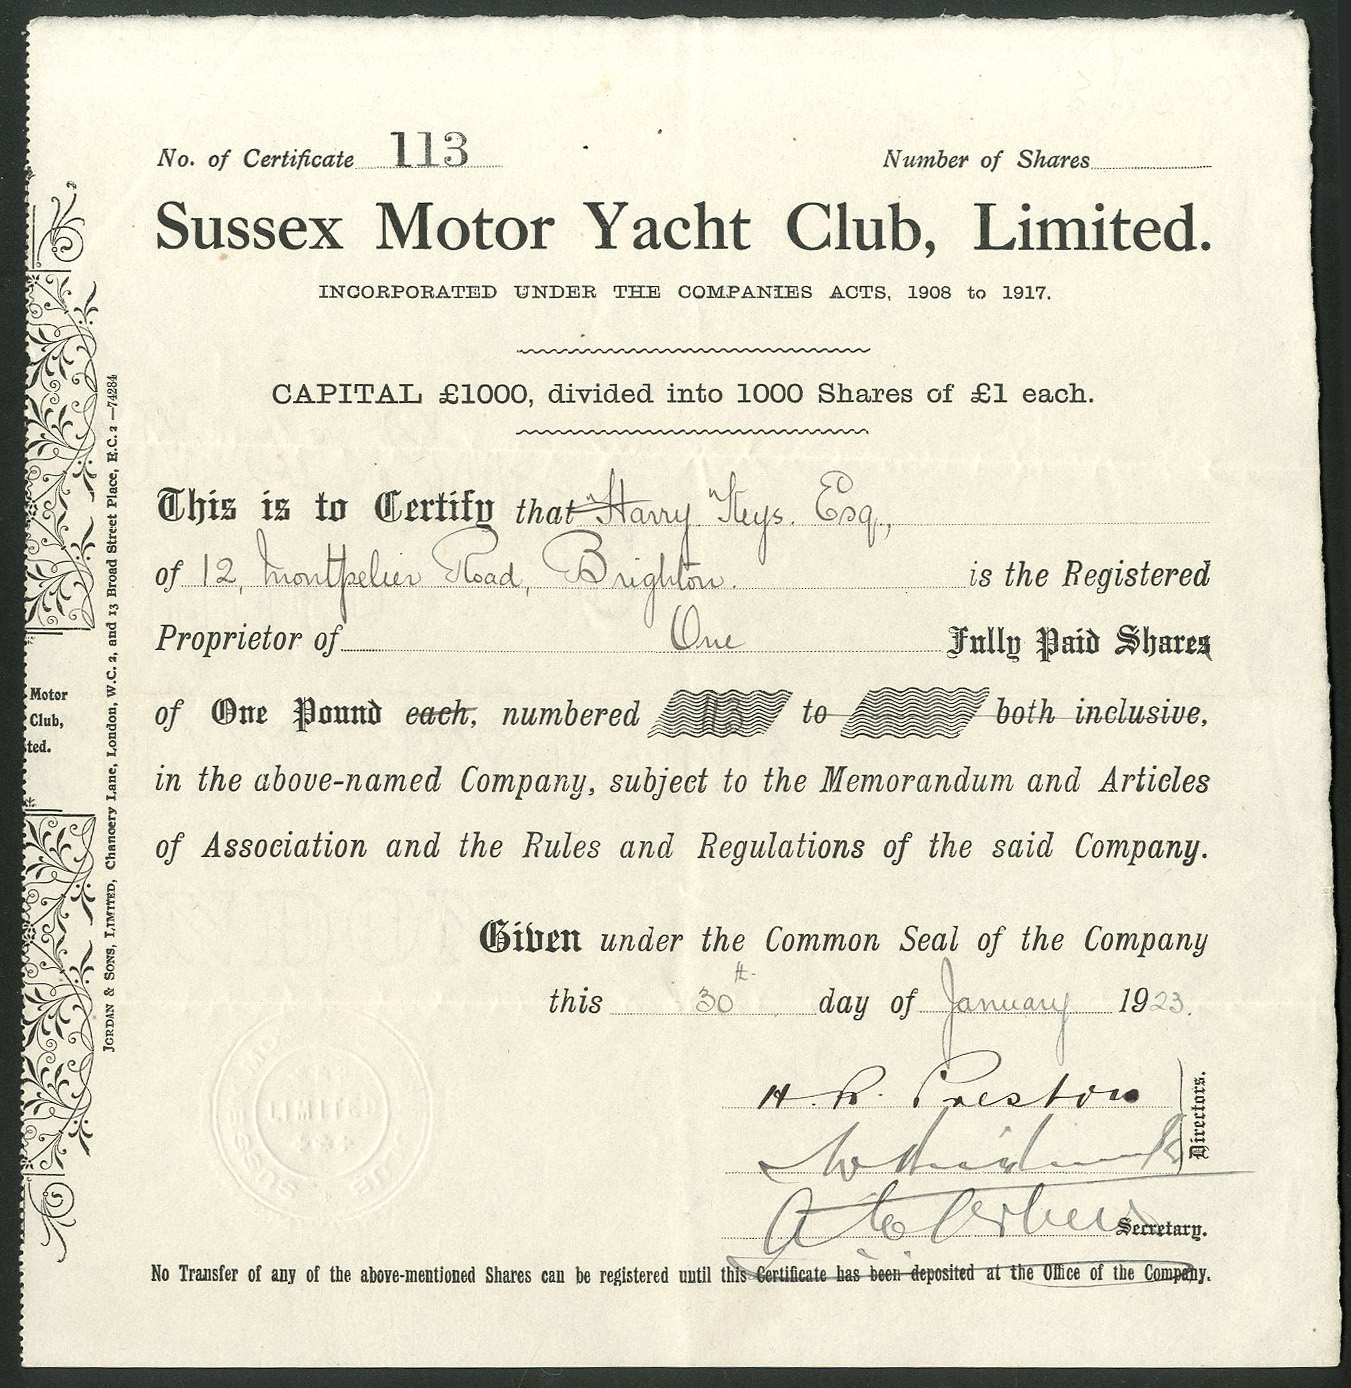 No. of Certificate 113 Number of Shares
Sussex Motor Yacht Club, Limited.
INCORPORATED UNDER THE COMPANIES ACTS, 1908 to 1917.
CAPITAL £1000, divided into 1000 Shares of £1 each.
This is to Certify that Harry Keys. Esq.,
of 12, Montpelier Road, Brighton. is the Registered
Proprietor of One Fully Paid Shares
of One Pound each, numbered to both inclusive,
in the above-named Company, subject to the Memorandum and Articles
of Association and the Rules and Regulations of the said Company.
Given under the Common Seal of the Company
this 30th day of January 1923.
H. P. Preston
Directors.
Secretary.
No Transfer of any of the above-mentioned Shares can be registered until this Certificate has been deposited at the Office of the Company.
JORDAN & SONS, LIMITED, Chancery Lane, London, W.C. 2, and 13 Broad Street Place, E.C. 2 —74284
Motor
Club,
ted.
LIMITED
SUSSEX MO